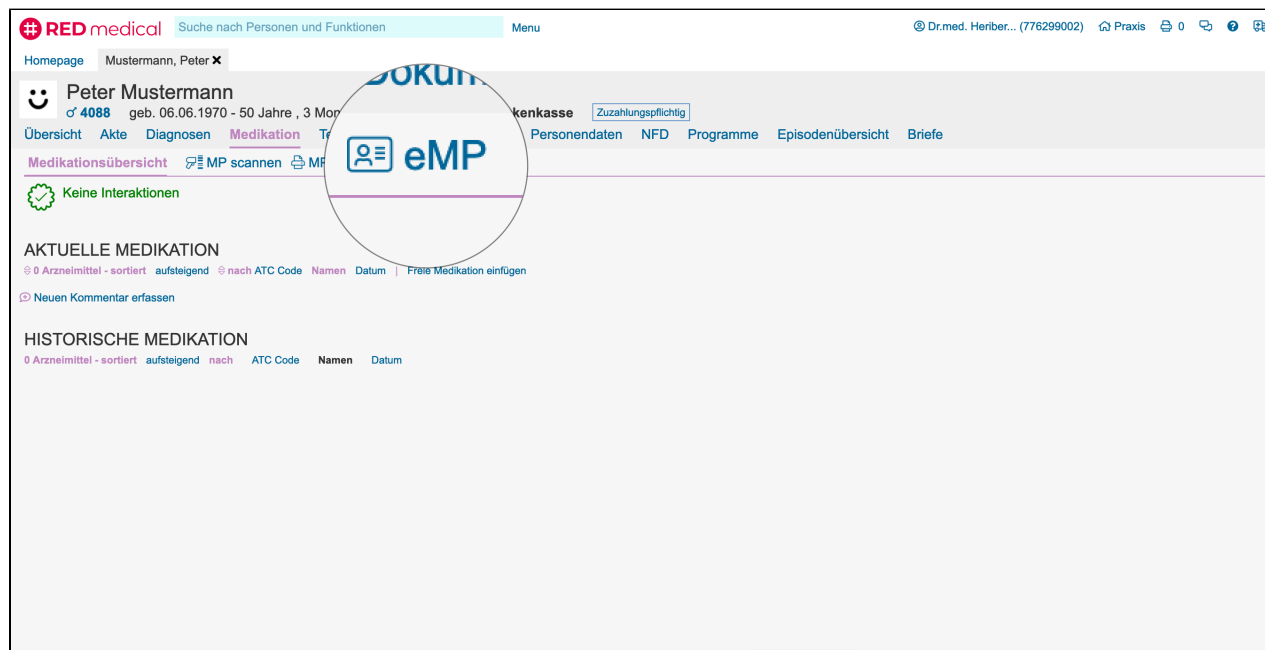 RED medical Suche nach Personen und Funktionen Menu Dr.med. Heriber... (776299002) Praxis 0
Homepage Mustermann, Peter
Peter Mustermann
4088 geb. 06.06.1970 - 50 Jahre , 3 kenkasse Zuzahlungspflichtig
Übersicht Akte Diagnosen Medikation Personendaten NFD Programme Episodenübersicht Briefe
Medikationsübersicht MP scannen eMP
Keine Interaktionen
AKTUELLE MEDIKATION
0 Arzneimittel - sortiert aufsteigend nach ATC Code Namen Datum | Freie Medikation einfügen
Neuen Kommentar erfassen
HISTORISCHE MEDIKATION
0 Arzneimittel - sortiert aufsteigend nach ATC Code Namen Datum